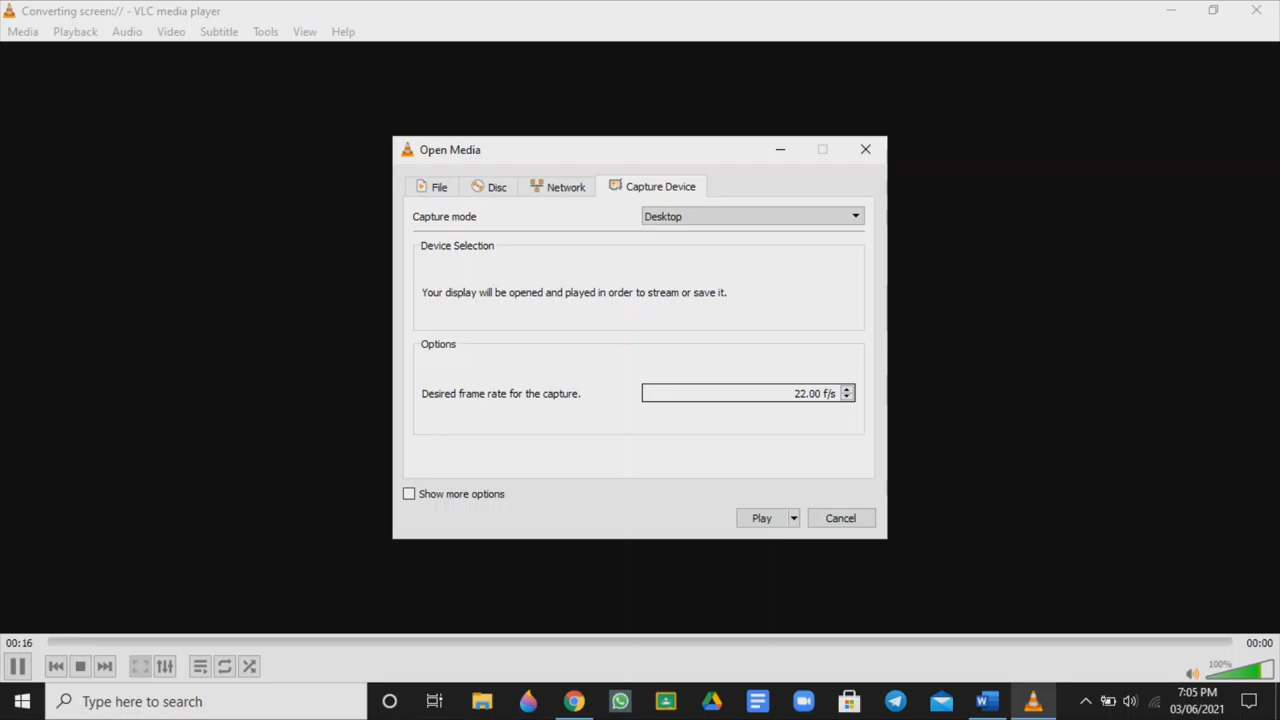 Converting screen:// - VLC media player
Media Playback Audio Video Subtitle Tools View Help
Open Media
File Disc Network Capture Device
Capture mode Desktop
Device Selection
Your display will be opened and played in order to stream or save it.
Options
Desired frame rate for the capture. 22.00 f/s
Show more options
Play Cancel
00:16 00:00
100%
Type here to search
W
7:05 PM
03/06/2021